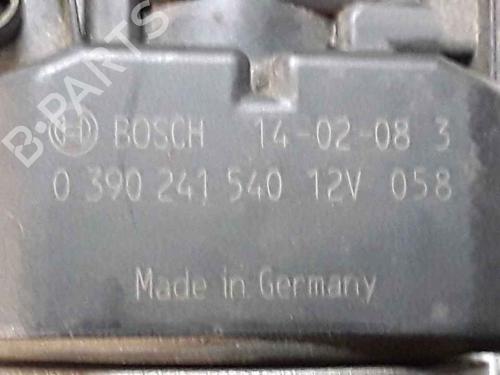 BOSCH 14-02-08 3
0 390 241 540 12V 058
Made in Germany
B-PARTS